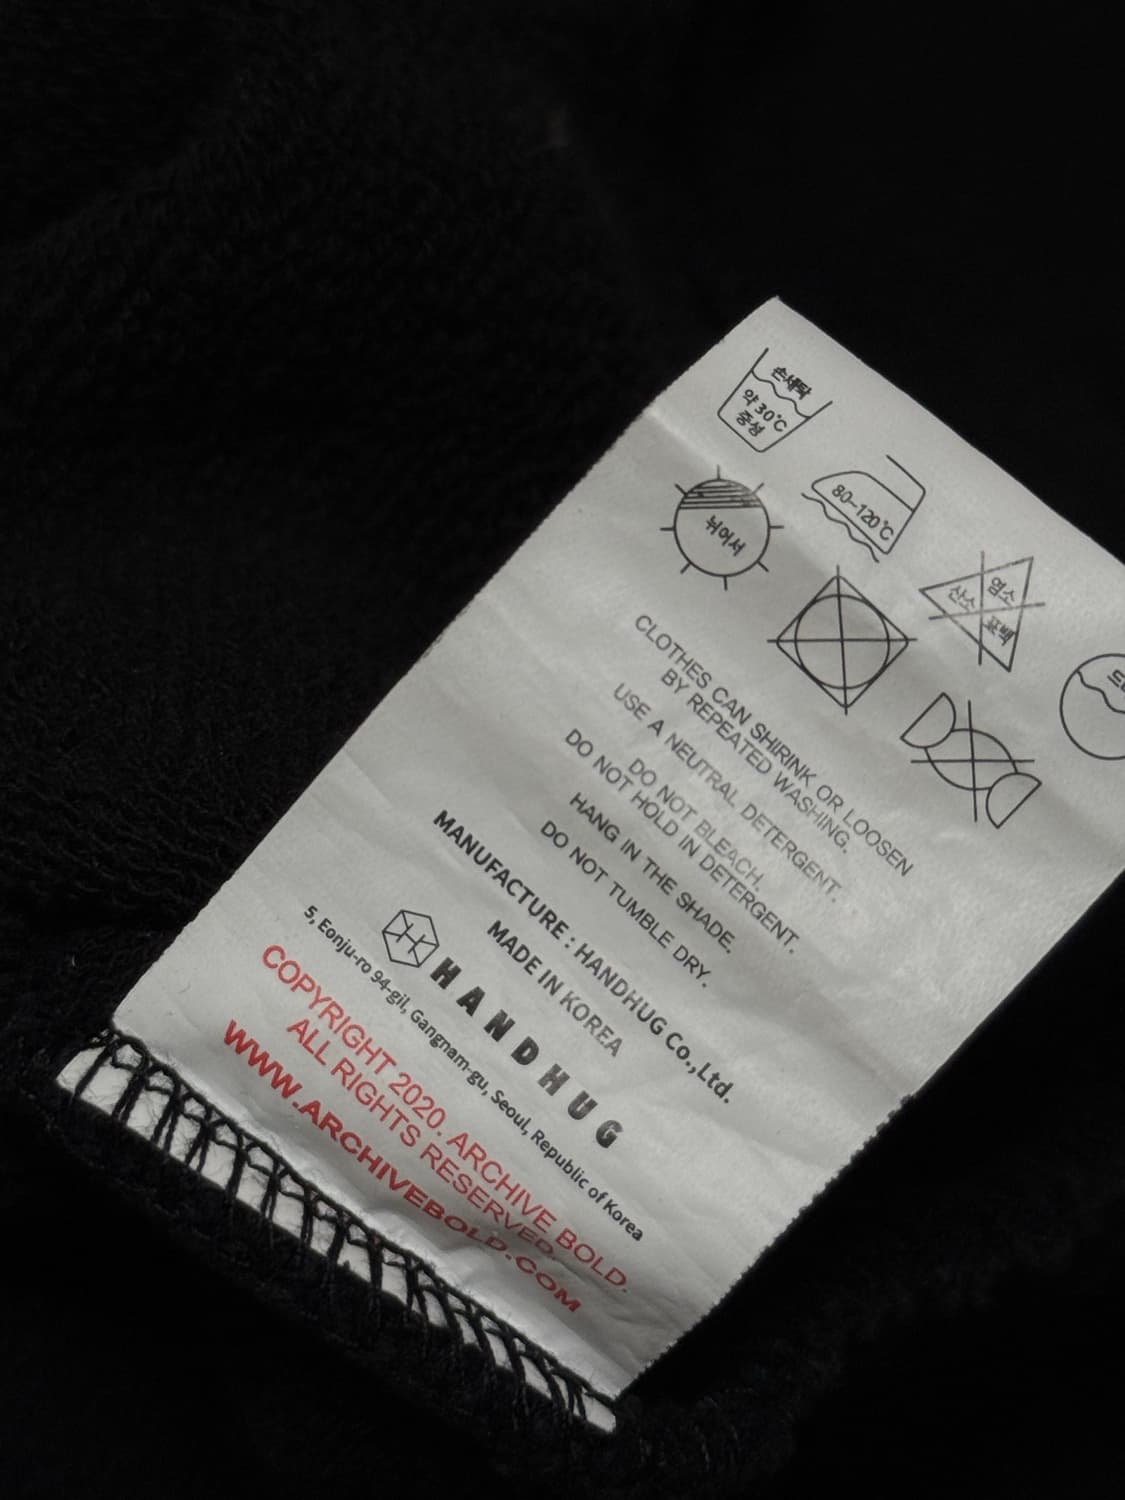 손세탁
약 30℃
중성
80-120℃
뉘어서
염소
산소
표백
CLOTHES CAN SHIRINK OR LOOSEN
BY REPEATED WASHING.
USE A NEUTRAL DETERGENT.
DO NOT BLEACH.
DO NOT HOLD IN DETERGENT.
HANG IN THE SHADE.
DO NOT TUMBLE DRY.
MANUFACTURE : HANDHUG Co.,Ltd.
MADE IN KOREA
HANDHUG
5, Eonju-ro 94-gil, Gangnam-gu, Seoul, Republic of Korea
COPYRIGHT 2020. ARCHIVE BOLD.
ALL RIGHTS RESERVED.
WWW.ARCHIVEBOLD.COM